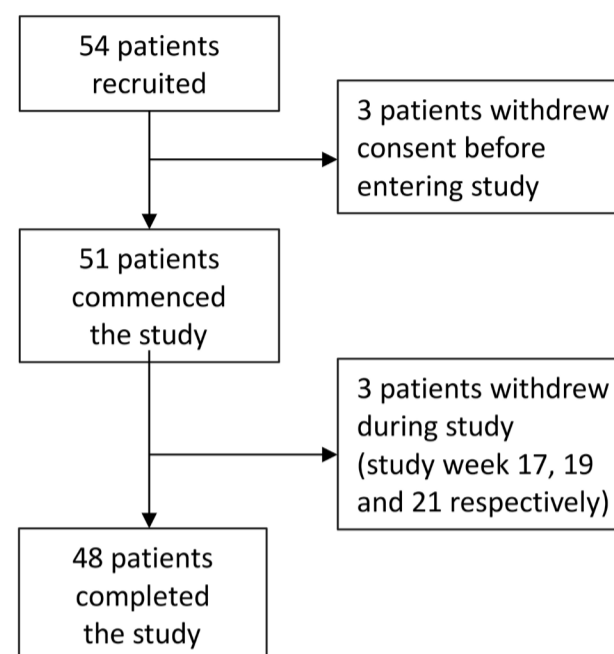 54 patients
recruited
3 patients withdrew
consent before
entering study
51 patients
commenced
the study
3 patients withdrew
during study
(study week 17, 19
and 21 respectively)
48 patients
completed
the study